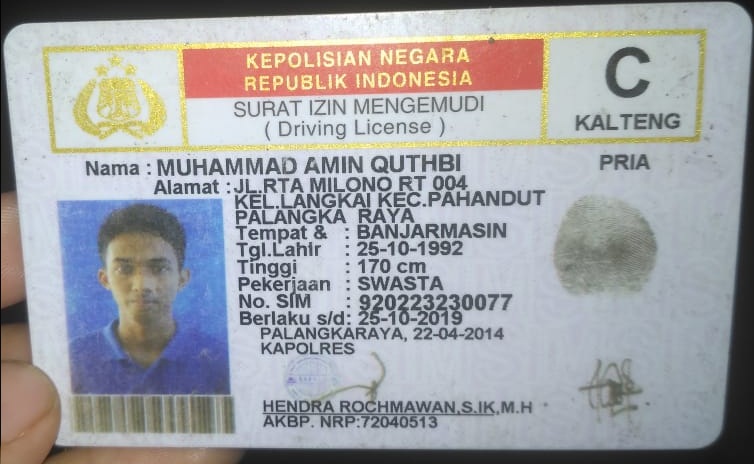 KEPOLISIAN NEGARA
REPUBLIK INDONESIA
SURAT IZIN MENGEMUDI
( Driving License )
C
KALTENG
Nama : MUHAMMAD AMIN QUTHBI
PRIA
Alamat : JL.RTA MILONO RT 004
KEL.LANGKAI KEC.PAHANDUT
PALANGKA RAYA
Tempat & : BANJARMASIN
Tgl.Lahir : 25-10-1992
Tinggi : 170 cm
Pekerjaan : SWASTA
No. SIM : 920223230077
Berlaku s/d: 25-10-2019
PALANGKARAYA, 22-04-2014
KAPOLRES
HENDRA ROCHMAWAN,S.IK,M.H
AKBP. NRP:72040513